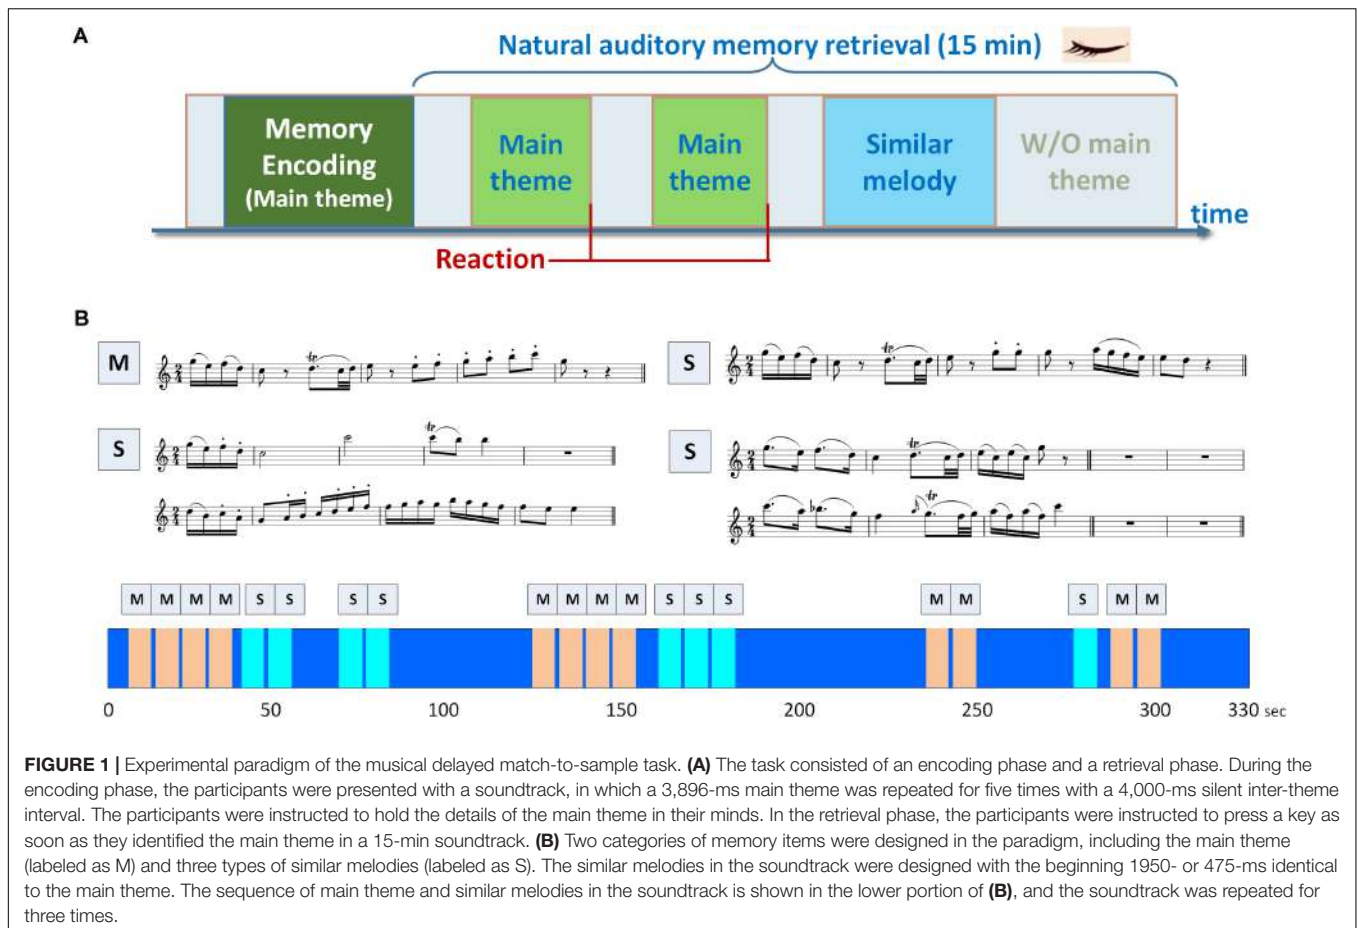 A
Natural auditory memory retrieval (15 min)
Memory
Encoding
(Main theme)
Main
theme
Main
theme
Similar
melody
W/O main
theme
time
Reaction
B
M
S
S
S
M M M M S S S S M M M M S S S M M S M M
0 50 100 150 200 250 300 330 sec
FIGURE 1 | Experimental paradigm of the musical delayed match-to-sample task. (A) The task consisted of an encoding phase and a retrieval phase. During the
encoding phase, the participants were presented with a soundtrack, in which a 3,896-ms main theme was repeated for five times with a 4,000-ms silent inter-theme
interval. The participants were instructed to hold the details of the main theme in their minds. In the retrieval phase, the participants were instructed to press a key as
soon as they identified the main theme in a 15-min soundtrack. (B) Two categories of memory items were designed in the paradigm, including the main theme
(labeled as M) and three types of similar melodies (labeled as S). The similar melodies in the soundtrack were designed with the beginning 1950- or 475-ms identical
to the main theme. The sequence of main theme and similar melodies in the soundtrack is shown in the lower portion of (B), and the soundtrack was repeated for
three times.